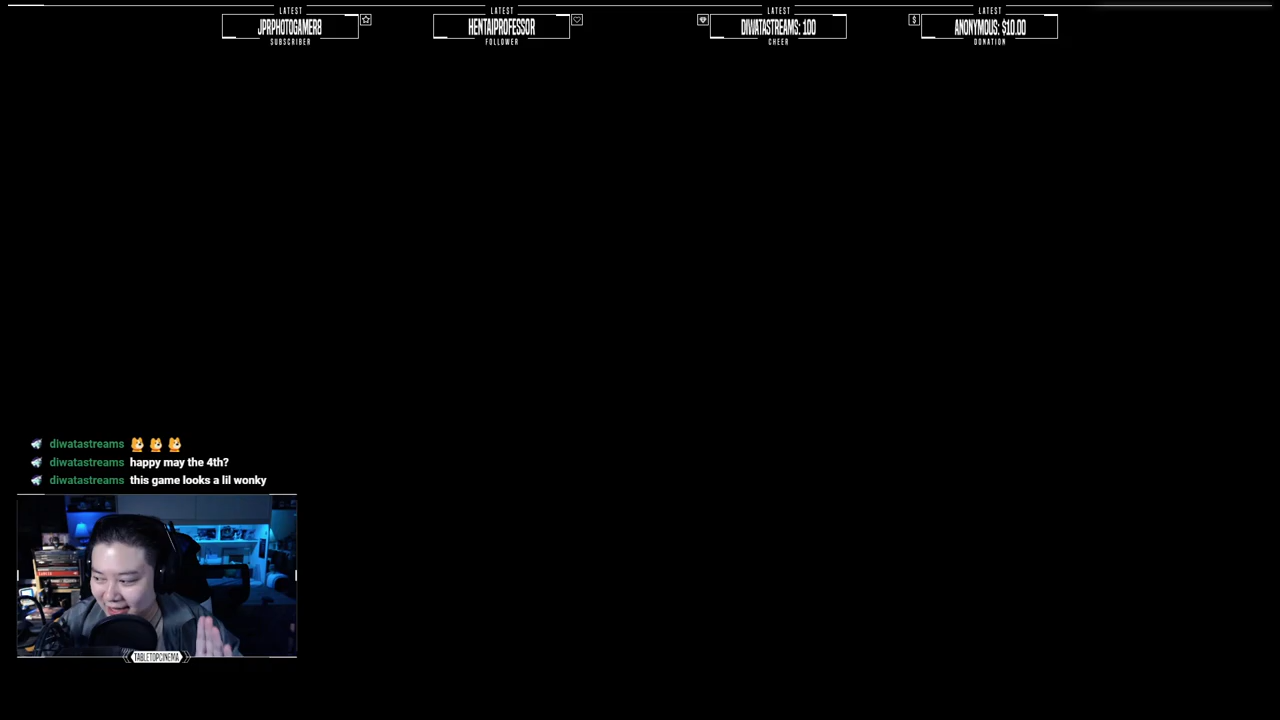 LATEST
JPRPHOTOGAMER8
SUBSCRIBER
LATEST
HENTAIPROFESSOR
FOLLOWER
LATEST
DIWATASTREAMS: 100
CHEER
LATEST
$
ANONYMOUS: $10.00
DONATION
diwatastreams
diwatastreams happy may the 4th?
diwatastreams this game looks a lil wonky
TABLETOPCINEMA